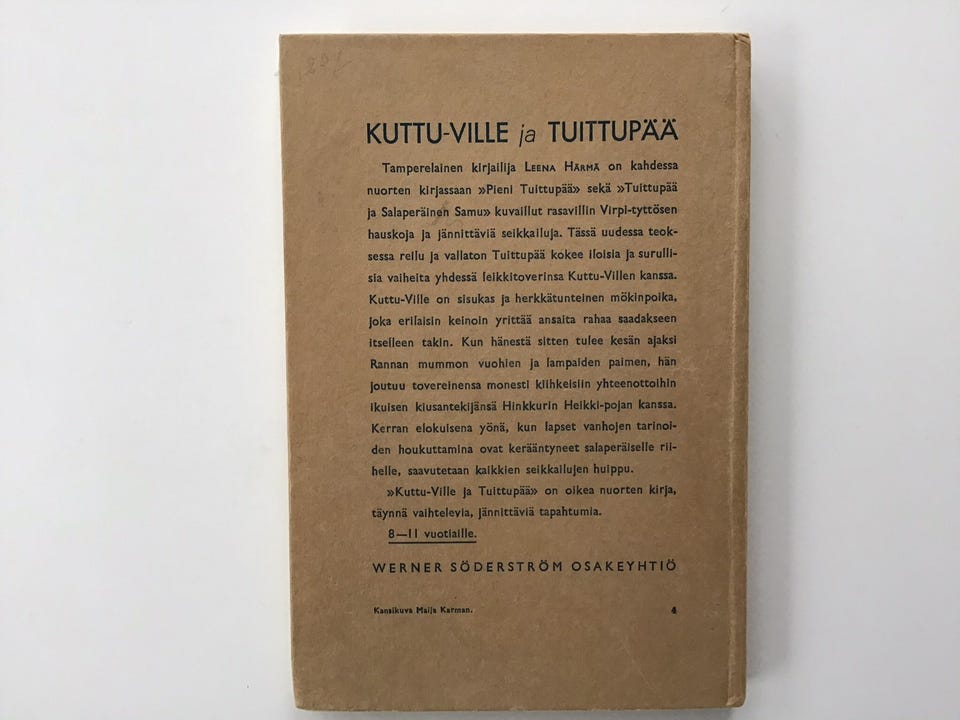 KUTTU-VILLE ja TUITTUPÄÄ
Tamperelainen kirjailija LEENA HÄRMÄ on kahdessa
nuorten kirjassaan »Pieni Tuittupää» sekä »Tuittupää
ja Salaperäinen Samu» kuvaillut rasavillin Virpi-tyttösen
hauskoja ja jännittäviä seikkailuja. Tässä uudessa teok-
sessa reilu ja vallaton Tuittupää kokee iloisia ja surulli-
sia vaiheita yhdessä leikkitoverinsa Kuttu-Villen kanssa.
Kuttu-Ville on sisukas ja herkkätunteinen mökinpoika,
joka erilaisin keinoin yrittää ansaita rahaa saadakseen
itselleen takin. Kun hänestä sitten tulee kesän ajaksi
Rannan mummon vuohien ja lampaiden paimen, hän
joutuu tovereinensa monesti kiihkeisiin yhteenottoihin
ikuisen kiusantekijänsä Hinkkurin Heikki-pojan kanssa.
Kerran elokuisena yönä, kun lapset vanhojen tarinoi-
den houkuttamina ovat kerääntyneet salaperäiselle rii-
helle, saavutetaan kaikkien seikkailujen huippu.
»Kuttu-Ville ja Tuittupää» on oikea nuorten kirja,
täynnä vaihtelevia, jännittäviä tapahtumia.
8—11 vuotiaille.
WERNER SÖDERSTRÖM OSAKEYHTIÖ
Kansikuva Maija Karman. 4